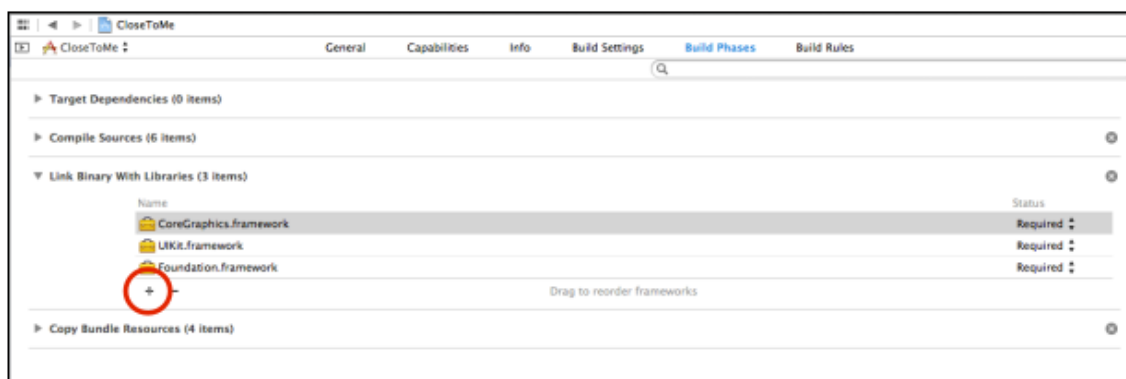 CloseToMe
CloseToMe General Capabilities Info Build Settings Build Phases Build Rules
Target Dependencies (0 items)
Compile Sources (6 items)
Link Binary With Libraries (3 items)
Name Status
CoreGraphics.framework Required
UIKit.framework Required
Foundation.framework Required
+ − Drag to reorder frameworks
Copy Bundle Resources (4 items)